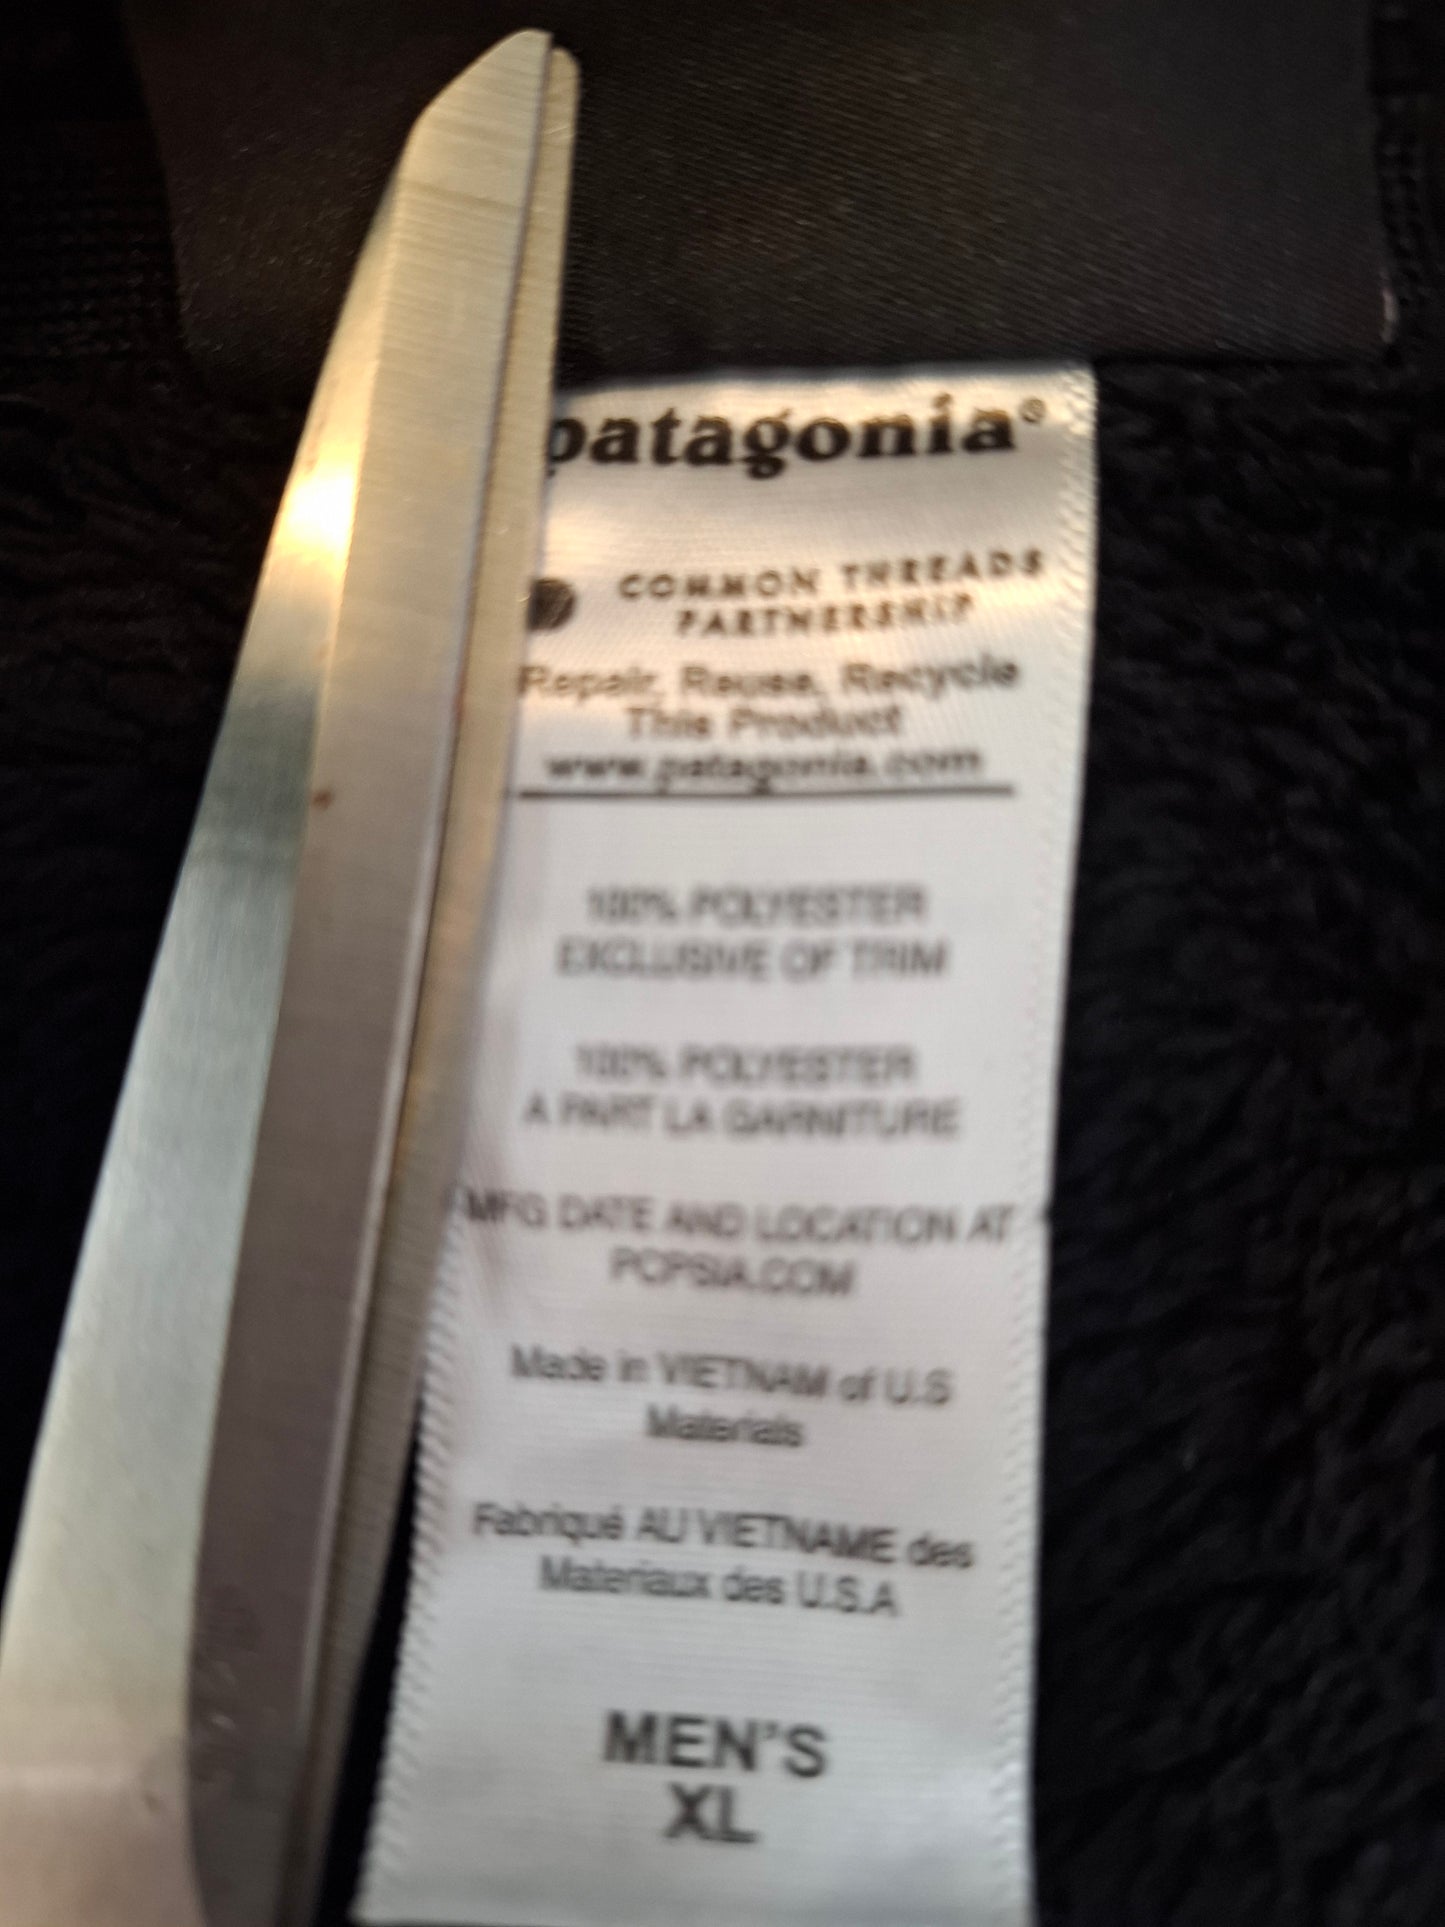 patagonia®
COMMON THREADS
PARTNERSHIP
Repair, Reuse, Recycle
This Product
www.patagonia.com
100% POLYESTER
EXCLUSIVE OF TRIM
100% POLYESTER
A PART LA GARNITURE
MFG DATE AND LOCATION AT
POPSIA.COM
Made in VIETNAM of U.S
Materials
Fabriqué AU VIETNAME des
Materiaux des U.S.A
MEN'S
XL